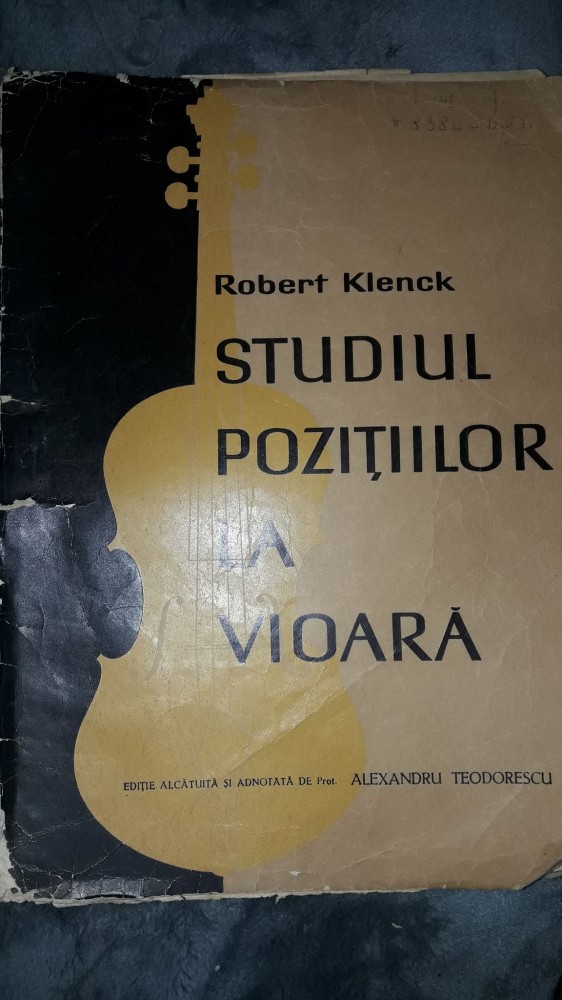 Robert Klenck
STUDIUL
POZIȚIILOR
LA
VIOARĂ
EDIȚIE ALCĂTUITĂ ȘI ADNOTATĂ DE Prof. ALEXANDRU TEODORESCU